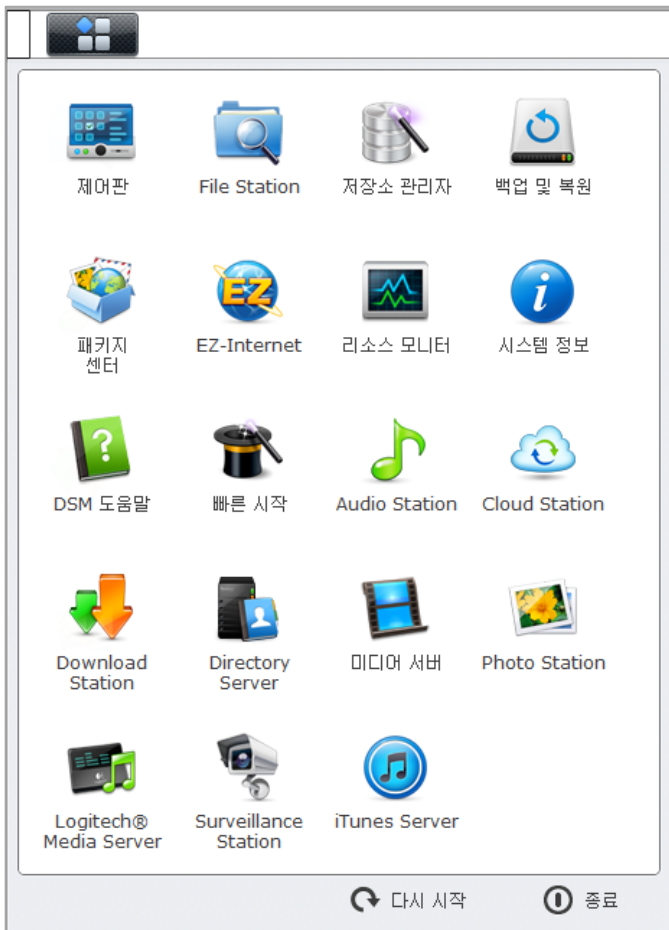 제어판
File Station
저장소 관리자
백업 및 복원
패키지
센터
EZ
EZ-Internet
리소스 모니터
시스템 정보
DSM 도움말
빠른 시작
Audio Station
Cloud Station
Download
Station
Directory
Server
미디어 서버
Photo Station
Logitech®
Media Server
Surveillance
Station
iTunes Server
다시 시작
종료